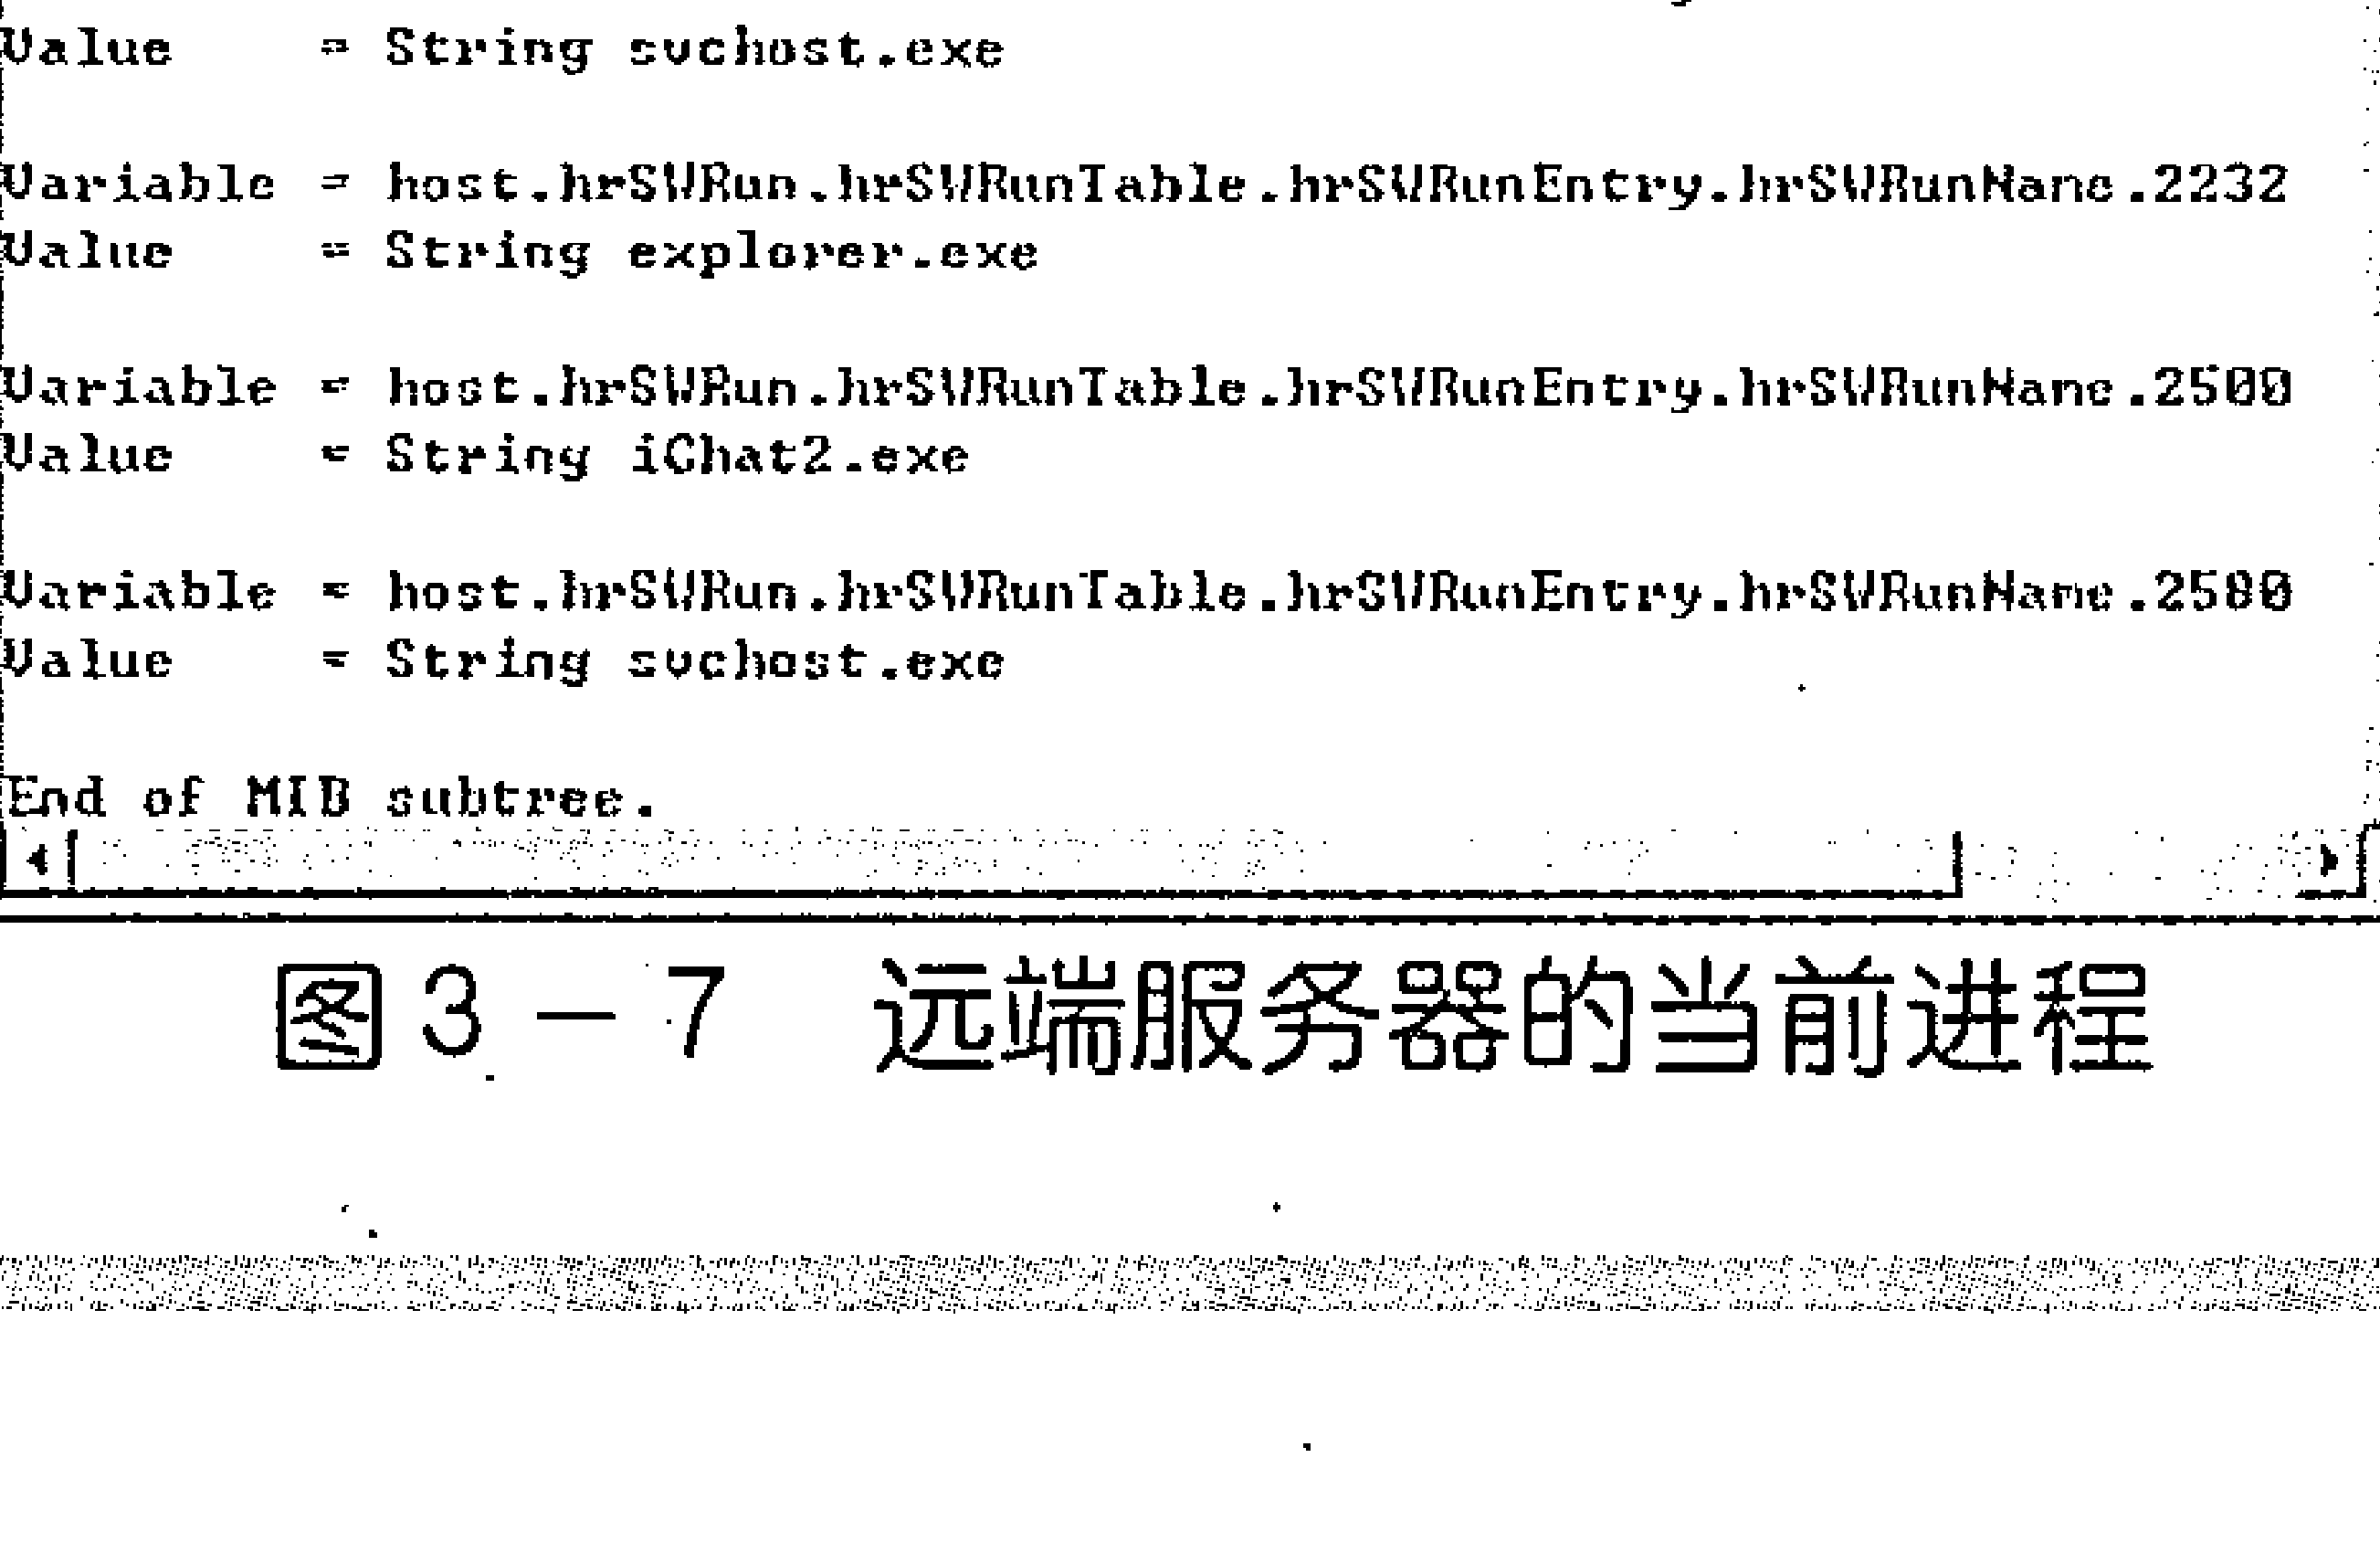 Value    = String svchost.exe
Variable = host.hrSWRun.hrSWRunTable.hrSWRunEntry.hrSWRunName.2232
Value    = String explorer.exe
Variable = host.hrSWRun.hrSWRunTable.hrSWRunEntry.hrSWRunName.2500
Value    = String iChat2.exe
Variable = host.hrSWRun.hrSWRunTable.hrSWRunEntry.hrSWRunName.2580
Value    = String svchost.exe
End of MIB subtree.
图3-7 远端服务器的当前进程